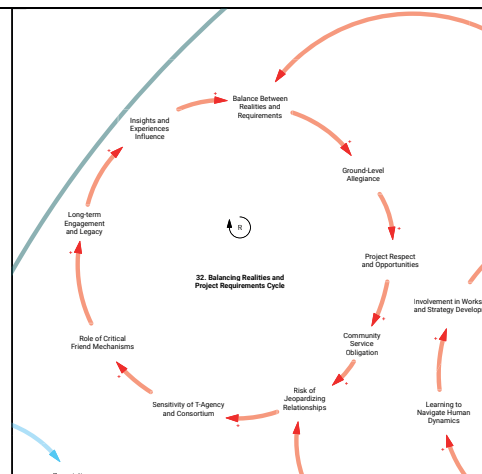 Balance Between
Realities and
Requirements
Insights and
Experiences
Influence
Ground-Level
Allegiance
Long-term
Engagement
and Legacy
R
Project Respect
and Opportunities
32. Balancing Realities and
Project Requirements Cycle
Involvement in Works
and Strategy Develop
Role of Critical
Friend Mechanisms
Community
Service
Obligation
Risk of
Jeopardizing
Relationships
Sensitivity of T-Agency
and Consortium
Learning to
Navigate Human
Dynamics